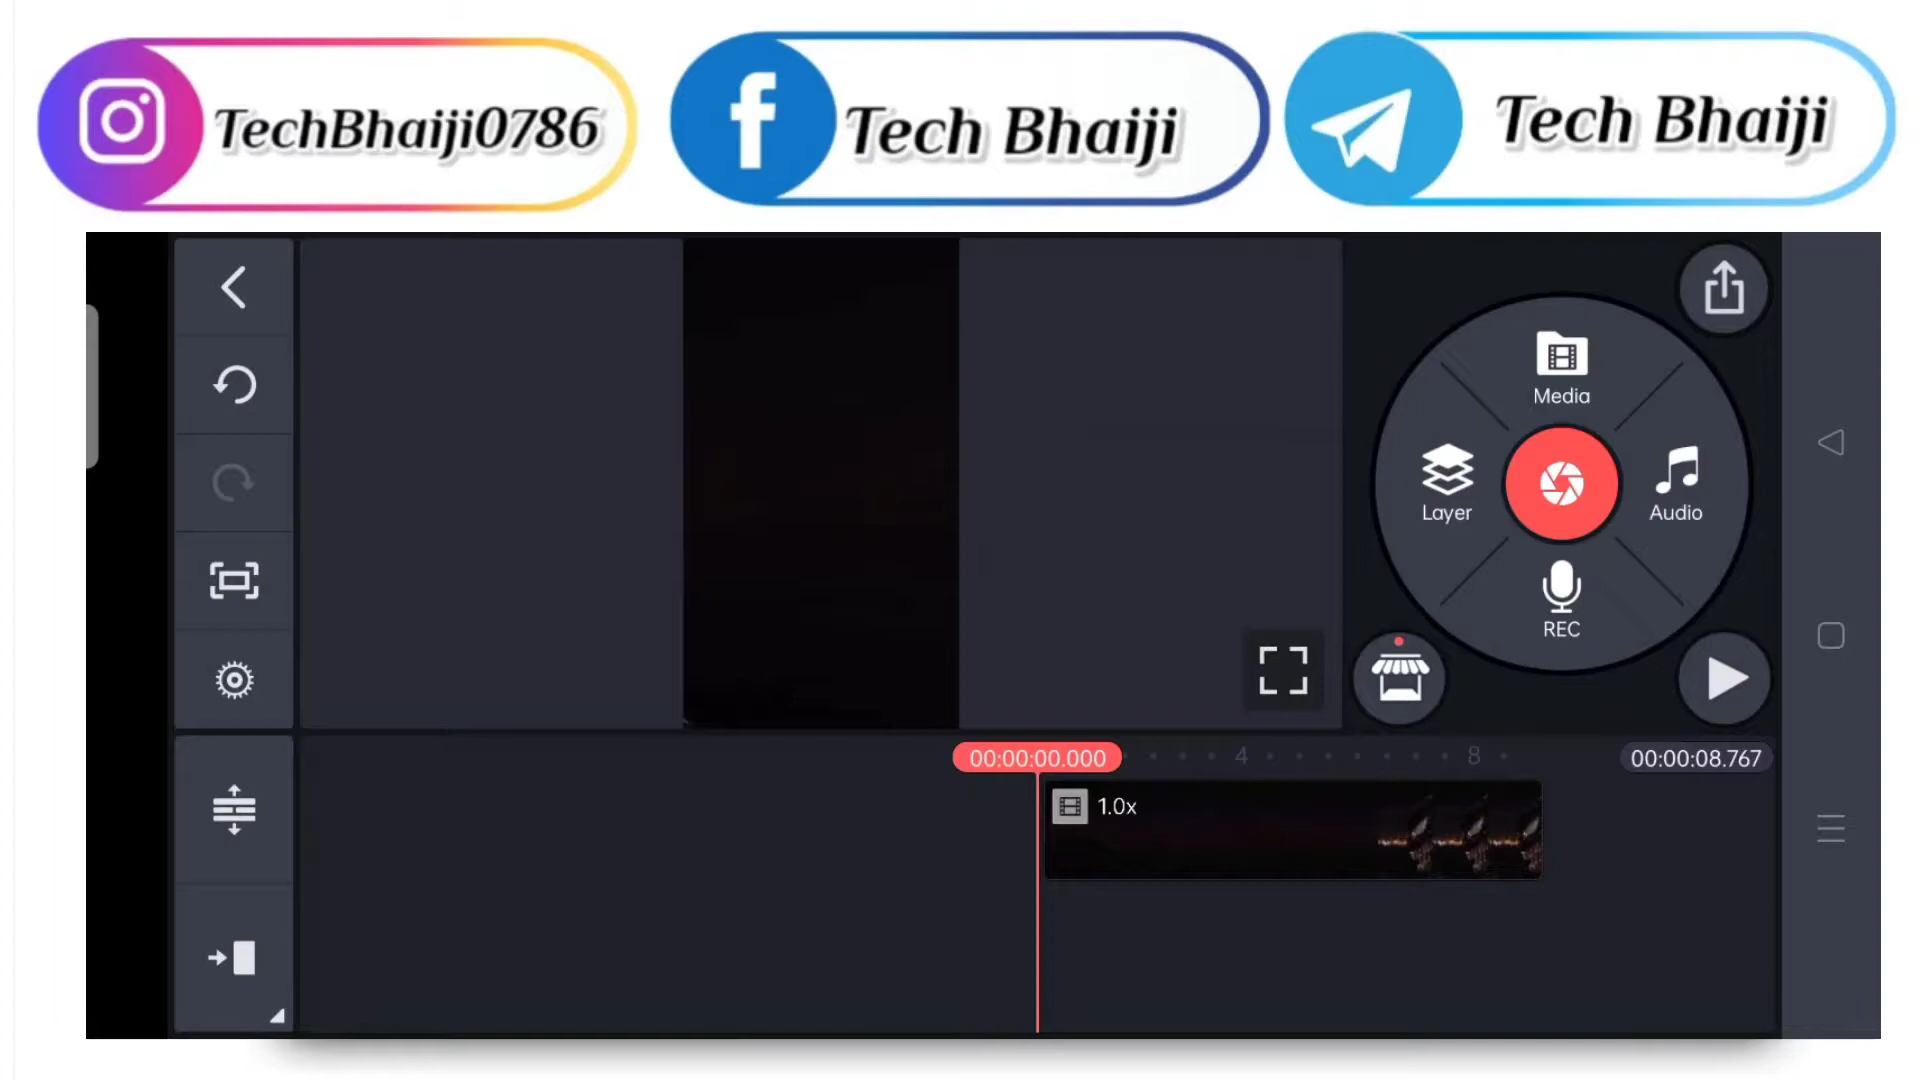 TechBhaiji0786
Tech Bhaiji
Tech Bhaiji
Media
Layer
Audio
REC
00:00:00.000
4
8
00:00:08.767
1.0x